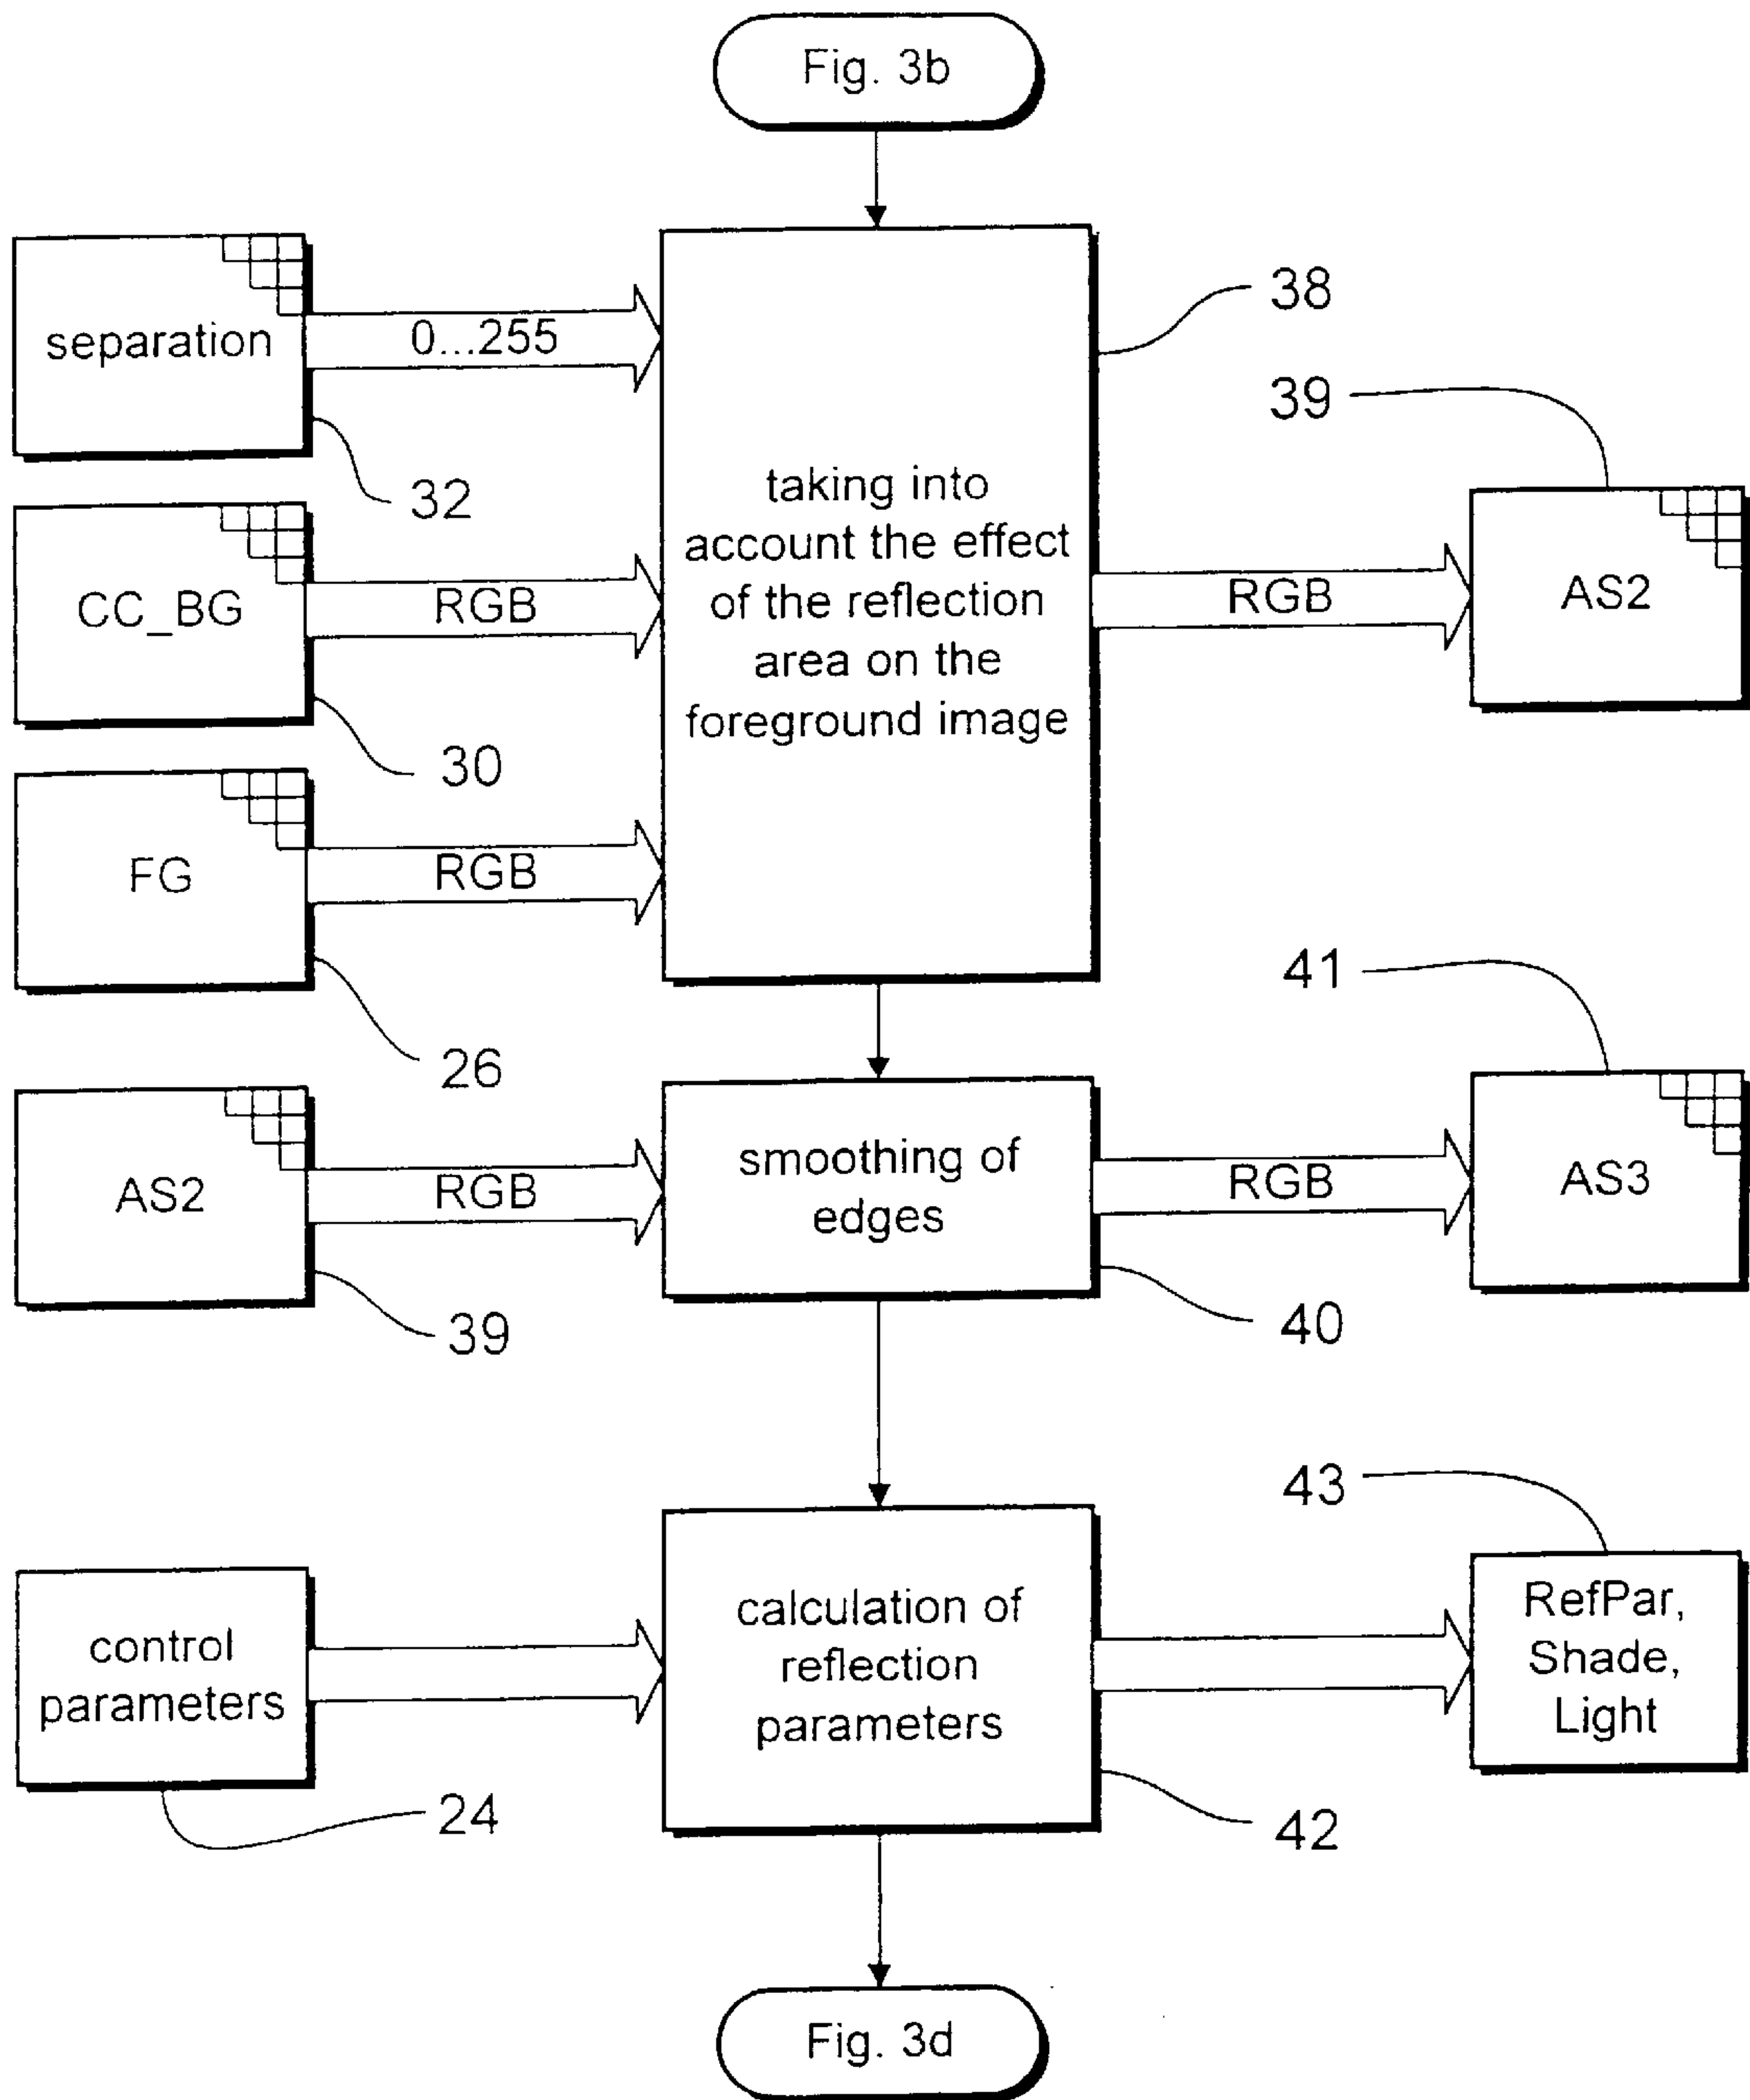 Fig. 3b
separation
0...255
32
38
taking into
account the effect
of the reflection
area on the
foreground image
CC_BG
RGB
30
39
RGB
AS2
FG
RGB
26
41
AS2
RGB
39
smoothing of
edges
40
RGB
AS3
control
parameters
24
calculation of
reflection
parameters
42
43
RefPar,
Shade,
Light
Fig. 3d